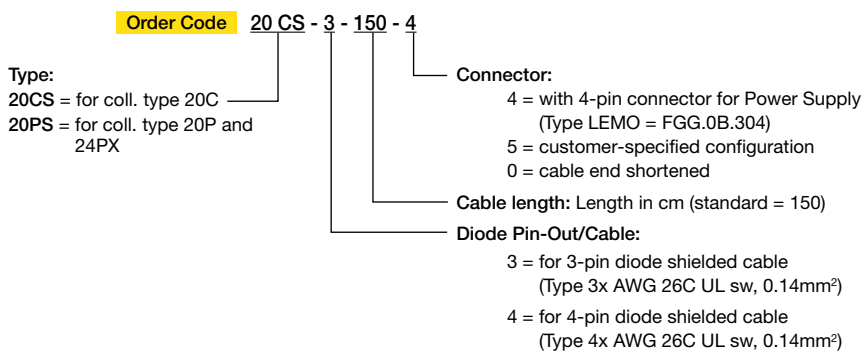 Order Code 20 CS - 3 - 150 - 4
Type:
20CS = for coll. type 20C
20PS = for coll. type 20P and
24PX
Connector:
4 = with 4-pin connector for Power Supply
(Type LEMO = FGG.0B.304)
5 = customer-specified configuration
0 = cable end shortened
Cable length: Length in cm (standard = 150)
Diode Pin-Out/Cable:
3 = for 3-pin diode shielded cable
(Type 3x AWG 26C UL sw, 0.14mm²)
4 = for 4-pin diode shielded cable
(Type 4x AWG 26C UL sw, 0.14mm²)